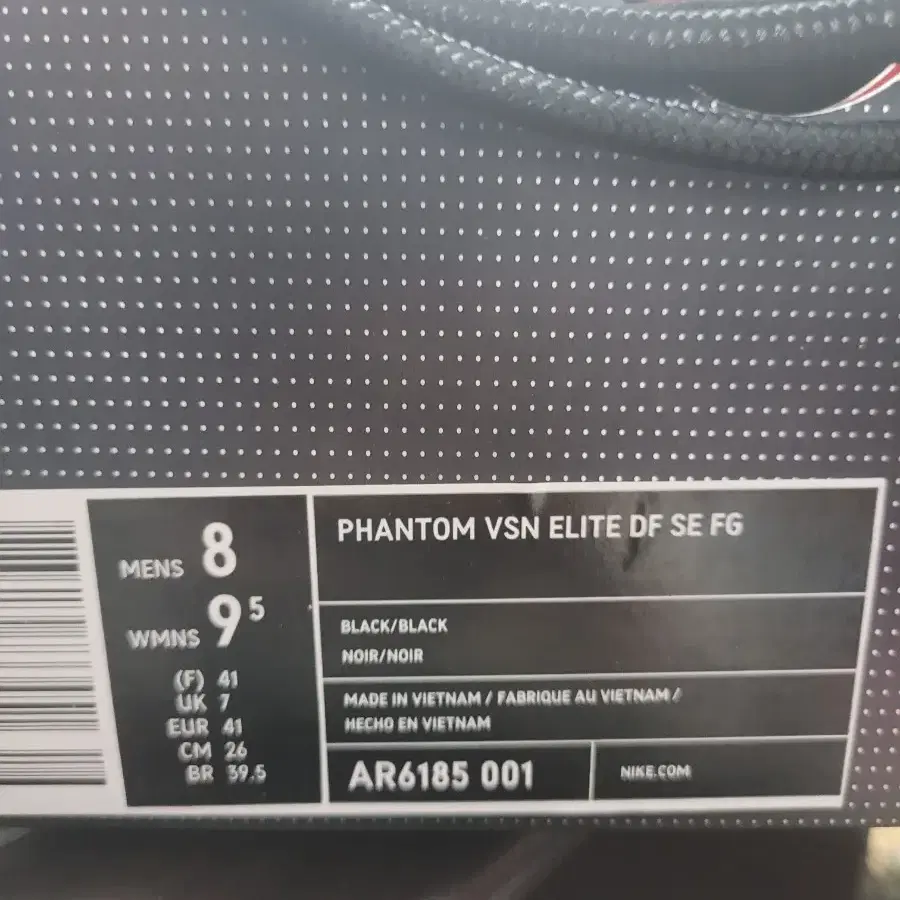 MENS 8
WMNS 9 5
(F) 41
UK 7
EUR 41
CM 26
BR 39.5
PHANTOM VSN ELITE DF SE FG
BLACK/BLACK
NOIR/NOIR
MADE IN VIETNAM / FABRIQUE AU VIETNAM /
HECHO EN VIETNAM
AR6185 001
NIKE.COM